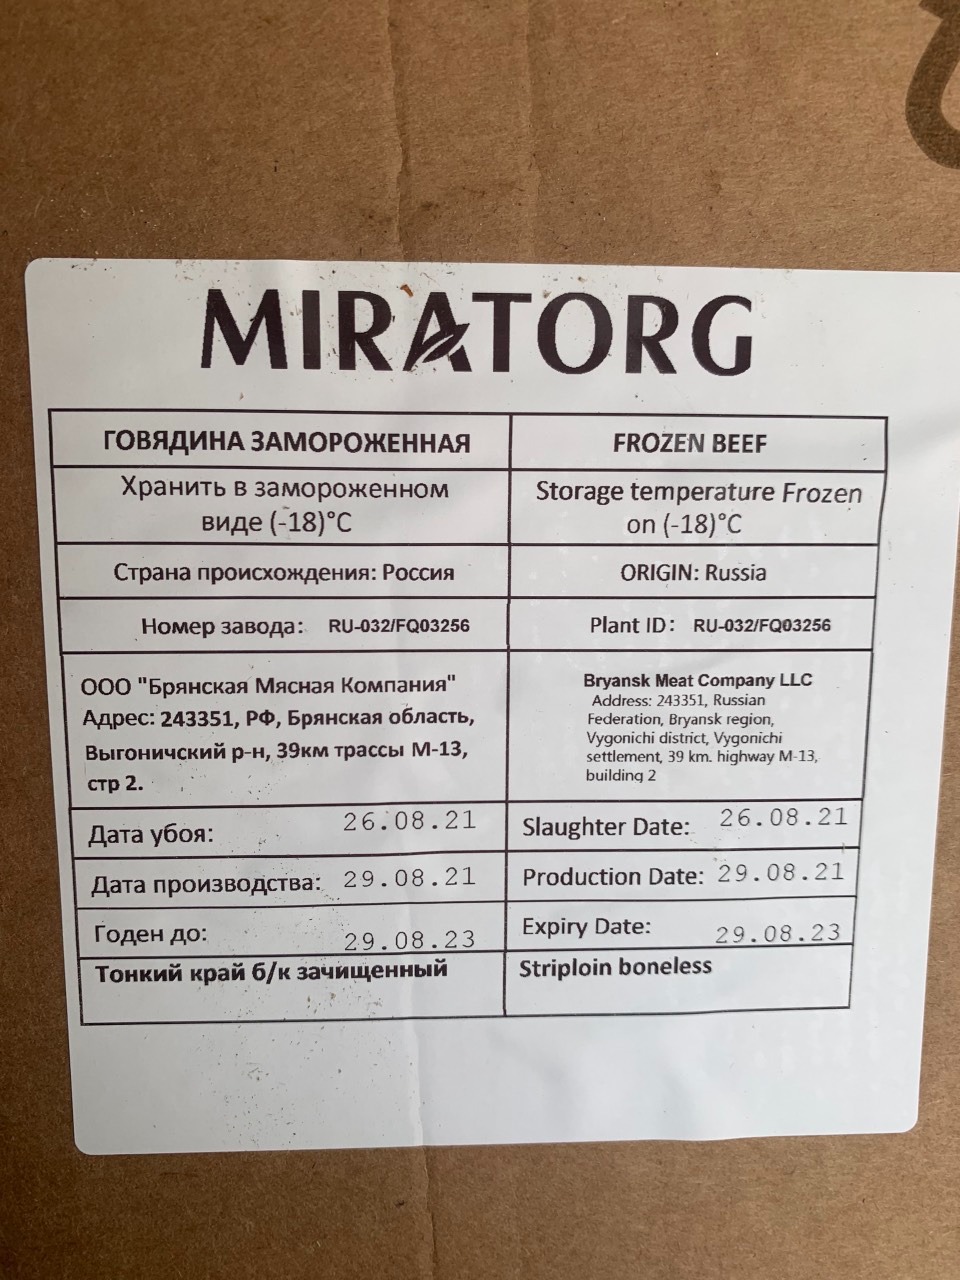 MIRATORG
ГОВЯДИНА ЗАМОРОЖЕННАЯ
FROZEN BEEF
Хранить в замороженном
виде (-18)°C
Storage temperature Frozen
on (-18)°C
Страна происхождения: Россия
ORIGIN: Russia
Номер завода: RU-032/FQ03256
Plant ID: RU-032/FQ03256
ООО "Брянская Мясная Компания"
Адрес: 243351, РФ, Брянская область,
Выгоничский р-н, 39км трассы М-13,
стр 2.
Bryansk Meat Company LLC
Address: 243351, Russian
Federation, Bryansk region,
Vygonichi district, Vygonichi
settlement, 39 km. highway M-13,
building 2
Дата убоя: 26.08.21
Slaughter Date: 26.08.21
Дата производства: 29.08.21
Production Date: 29.08.21
Годен до: 29.08.23
Expiry Date: 29.08.23
Тонкий край б/к зачищенный
Striploin boneless